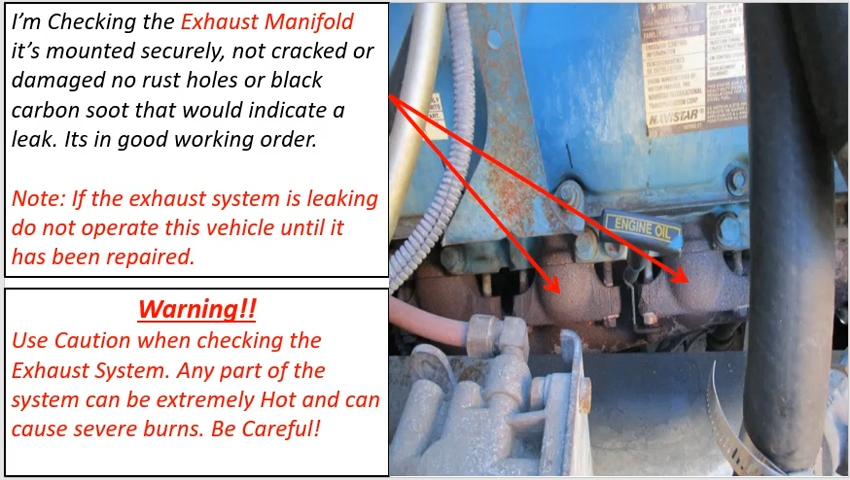 I'm Checking the Exhaust Manifold
it's mounted securely, not cracked or
damaged no rust holes or black
carbon soot that would indicate a
leak. Its in good working order.
Note: If the exhaust system is leaking
do not operate this vehicle until it
has been repaired.
Warning!!
Use Caution when checking the
Exhaust System. Any part of the
system can be extremely Hot and can
cause severe burns. Be Careful!
ENGINE OIL
NAVISTAR